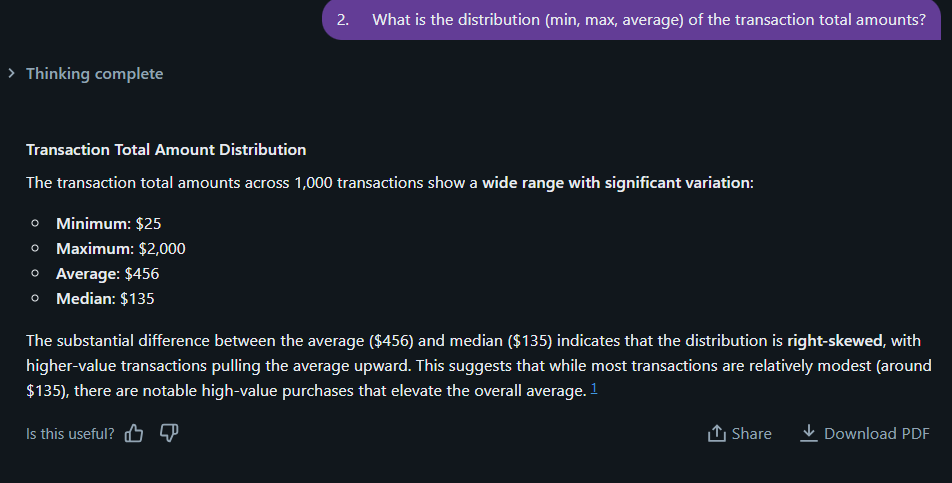 2. What is the distribution (min, max, average) of the transaction total amounts?
Thinking complete
Transaction Total Amount Distribution
The transaction total amounts across 1,000 transactions show a wide range with significant variation:
Minimum: $25
Maximum: $2,000
Average: $456
Median: $135
The substantial difference between the average ($456) and median ($135) indicates that the distribution is right-skewed, with
higher-value transactions pulling the average upward. This suggests that while most transactions are relatively modest (around
$135), there are notable high-value purchases that elevate the overall average. 1
Is this useful? Share Download PDF